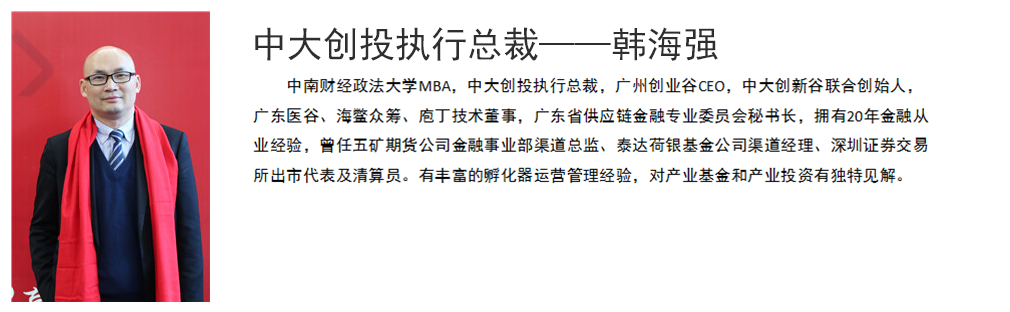 中大创投执行总裁——韩海强
中南财经政法大学MBA，中大创投执行总裁，广州创业谷CEO，中大创新谷联合创始人，
广东医谷、海鳖众筹、庖丁技术董事，广东省供应链金融专业委员会秘书长，拥有20年金融从
业经验，曾任五矿期货公司金融事业部渠道总监、泰达荷银基金公司渠道经理、深圳证券交易
所出市代表及清算员。有丰富的孵化器运营管理经验，对产业基金和产业投资有独特见解。